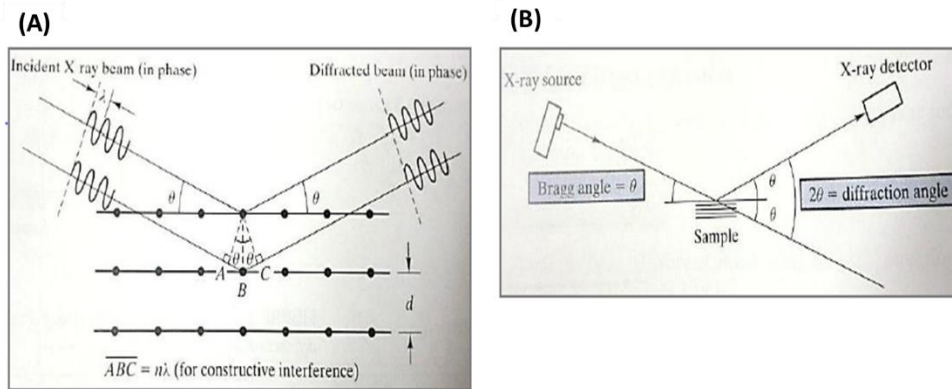 (A)
Incident X ray beam (in phase)
Diffracted beam (in phase)
λ
θ
θ
θ θ
A
C
B
d
ABC = nλ (for constructive interference)
(B)
X-ray source
X-ray detector
Bragg angle = θ
θ
θ
2θ = diffraction angle
Sample